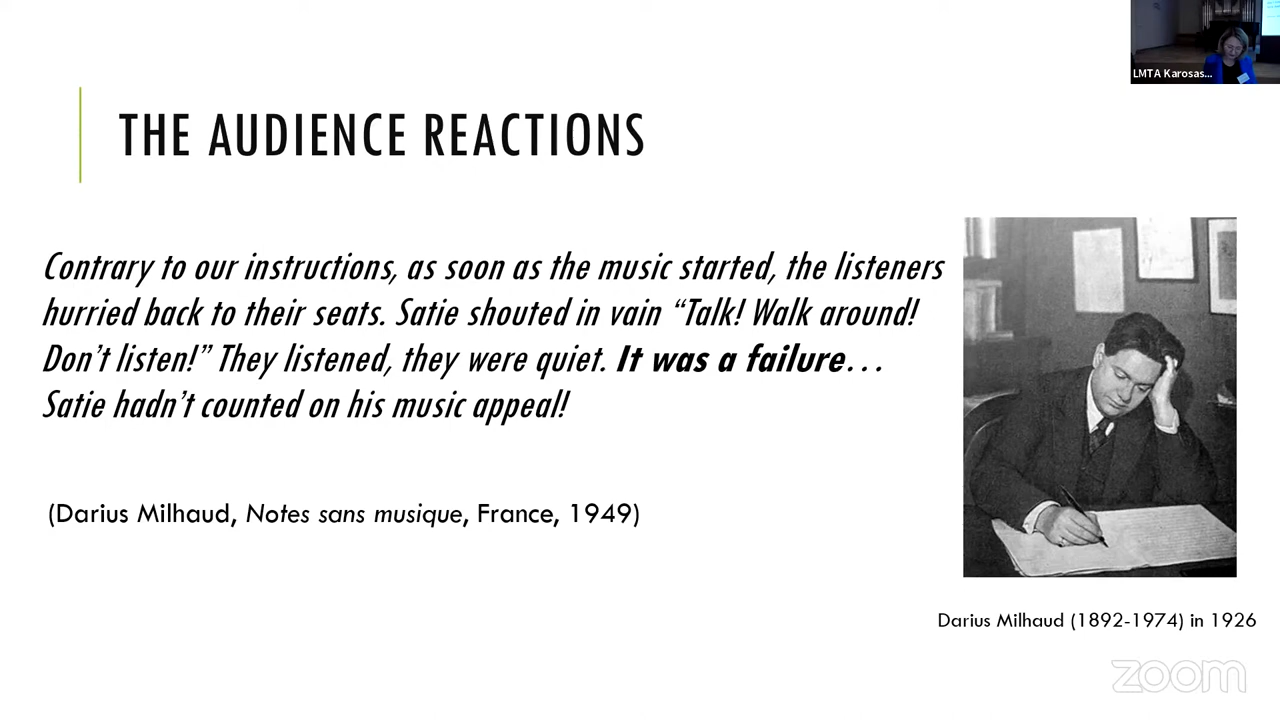 LMTA Karosas...
THE AUDIENCE REACTIONS
Contrary to our instructions, as soon as the music started, the listeners
hurried back to their seats. Satie shouted in vain “Talk! Walk around!
Don’t listen!” They listened, they were quiet. It was a failure...
Satie hadn’t counted on his music appeal!
(Darius Milhaud, Notes sans musique, France, 1949)
Darius Milhaud (1892-1974) in 1926
zoom